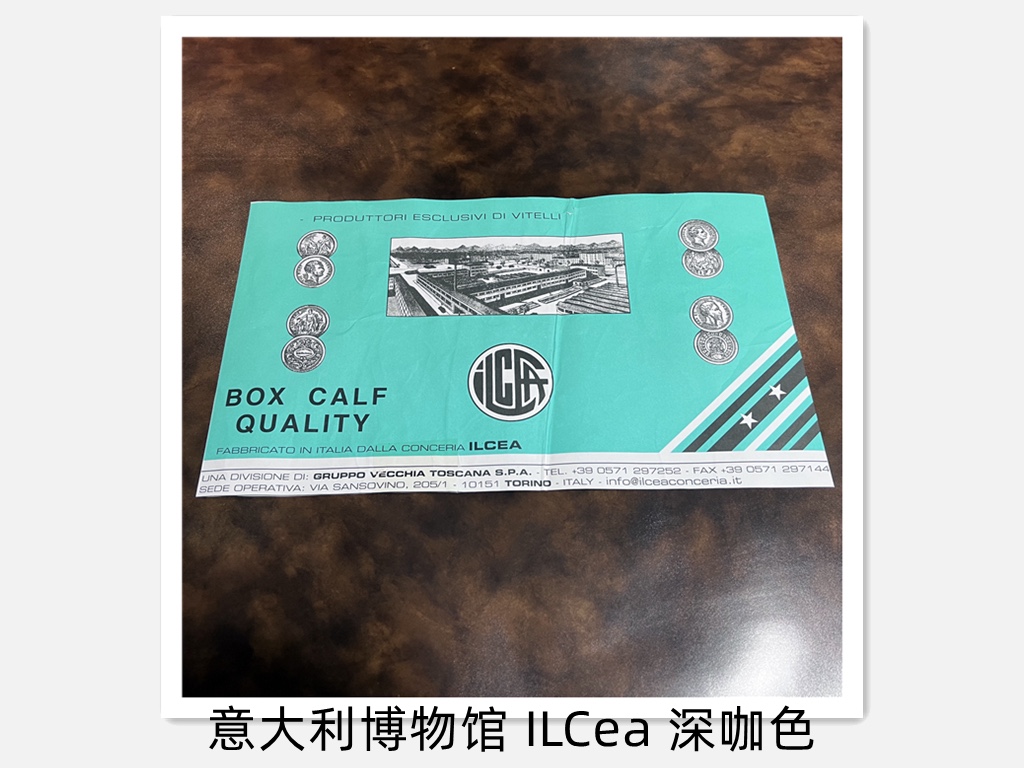 - PRODUTTORI ESCLUSIVI DI VITELLI
ILCEA
BOX CALF
QUALITY
FABBRICATO IN ITALIA DALLA CONCERIA ILCEA
UNA DIVISIONE DI: GRUPPO VECCHIA TOSCANA S.P.A. - TEL. +39 0571 297252 - FAX +39 0571 297144
SEDE OPERATIVA: VIA SANSOVINO, 205/1 - 10151 TORINO - ITALY - info@ilceaconceria.it
意大利博物馆 ILCea 深咖色